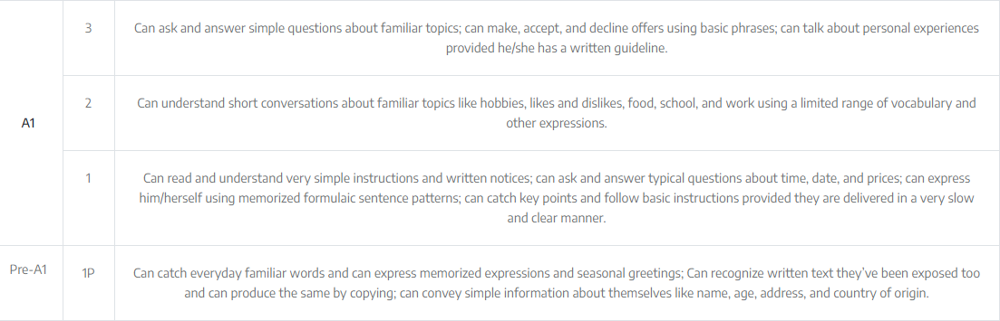 3
Can ask and answer simple questions about familiar topics; can make, accept, and decline offers using basic phrases; can talk about personal experiences
provided he/she has a written guideline.
A1
2
Can understand short conversations about familiar topics like hobbies, likes and dislikes, food, school, and work using a limited range of vocabulary and
other expressions.
1
Can read and understand very simple instructions and written notices; can ask and answer typical questions about time, date, and prices; can express
him/herself using memorized formulaic sentence patterns; can catch key points and follow basic instructions provided they are delivered in a very slow
and clear manner.
Pre-A1
1P
Can catch everyday familiar words and can express memorized expressions and seasonal greetings; Can recognize written text they've been exposed too
and can produce the same by copying; can convey simple information about themselves like name, age, address, and country of origin.